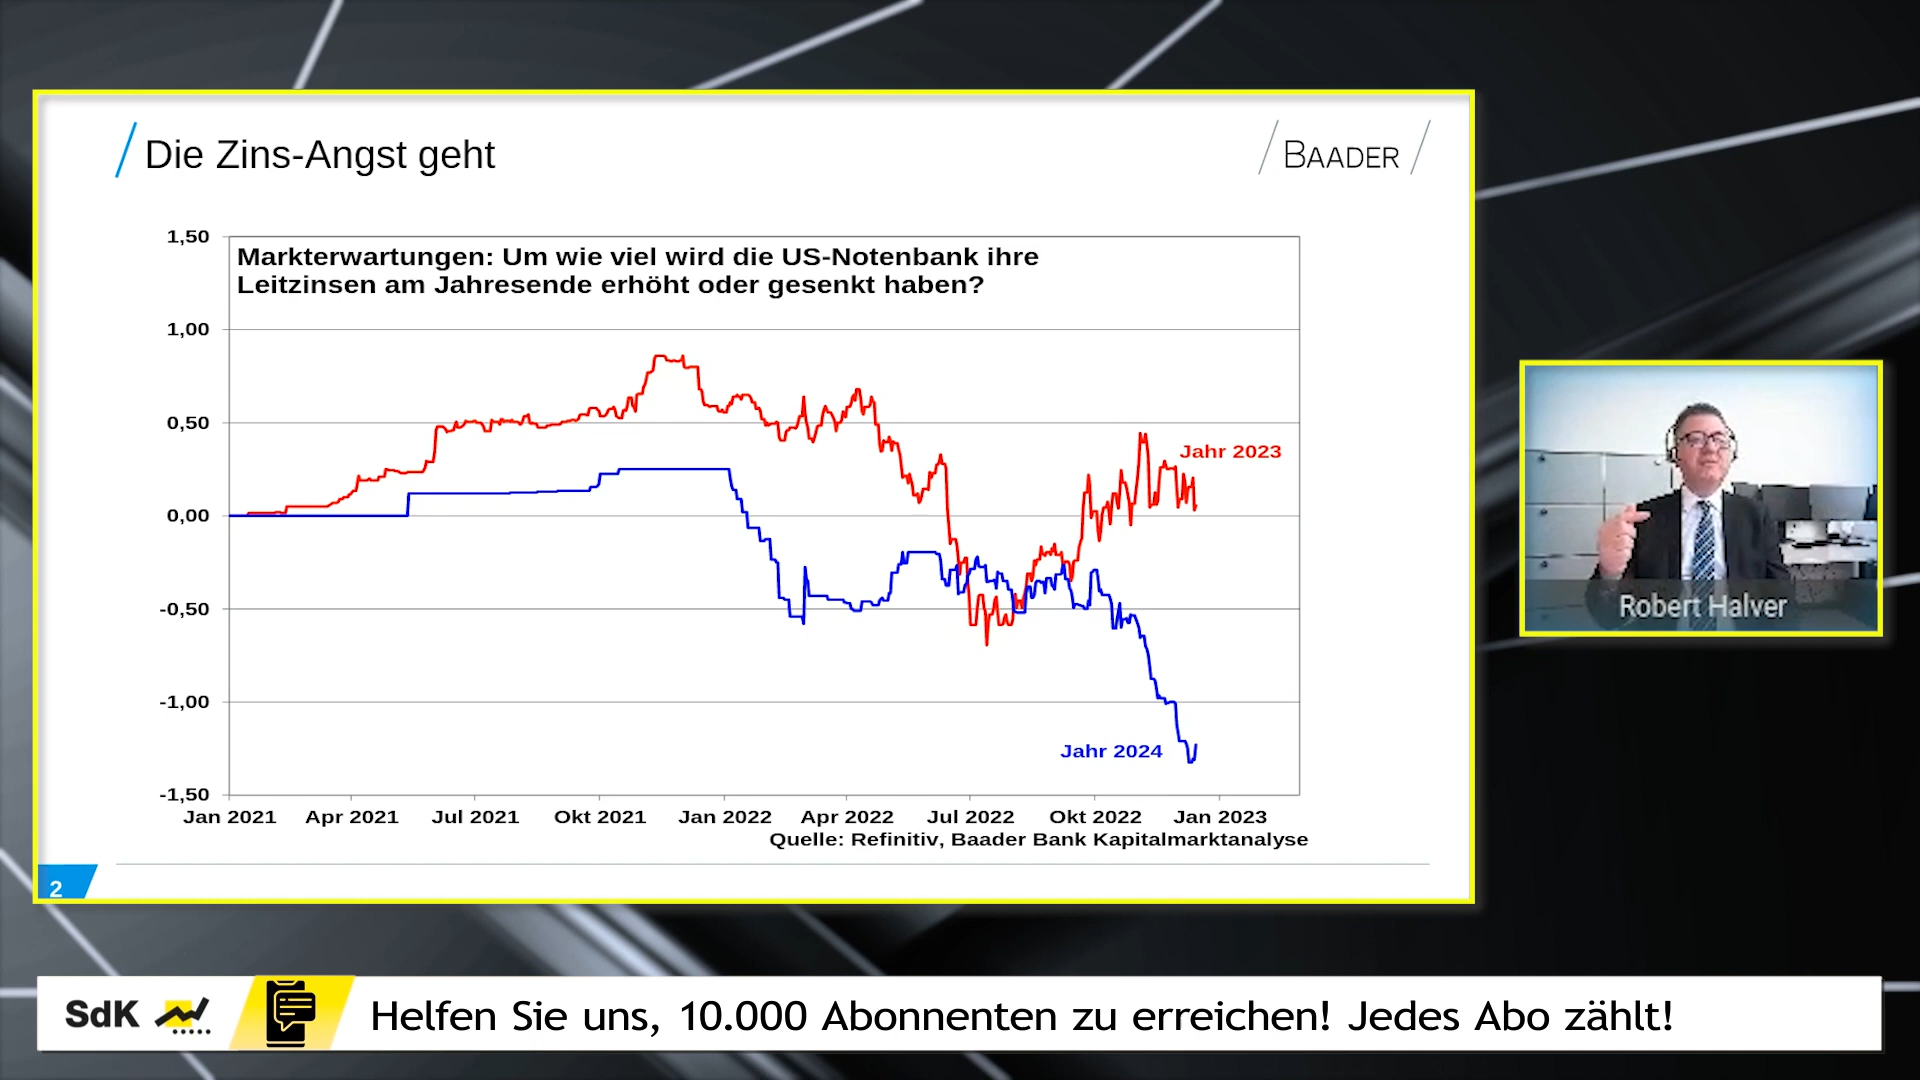 Die Zins-Angst geht
BAADER
Markterwartungen: Um wie viel wird die US-Notenbank ihre
Leitzinsen am Jahresende erhöht oder gesenkt haben?
1,50
1,00
0,50
0,00
-0,50
-1,00
-1,50
Jahr 2023
Jahr 2024
Jan 2021 Apr 2021 Jul 2021 Okt 2021 Jan 2022 Apr 2022 Jul 2022 Okt 2022 Jan 2023
Quelle: Refinitiv, Baader Bank Kapitalmarktanalyse
2
Robert Halver
SdK
Helfen Sie uns, 10.000 Abonnenten zu erreichen! Jedes Abo zählt!